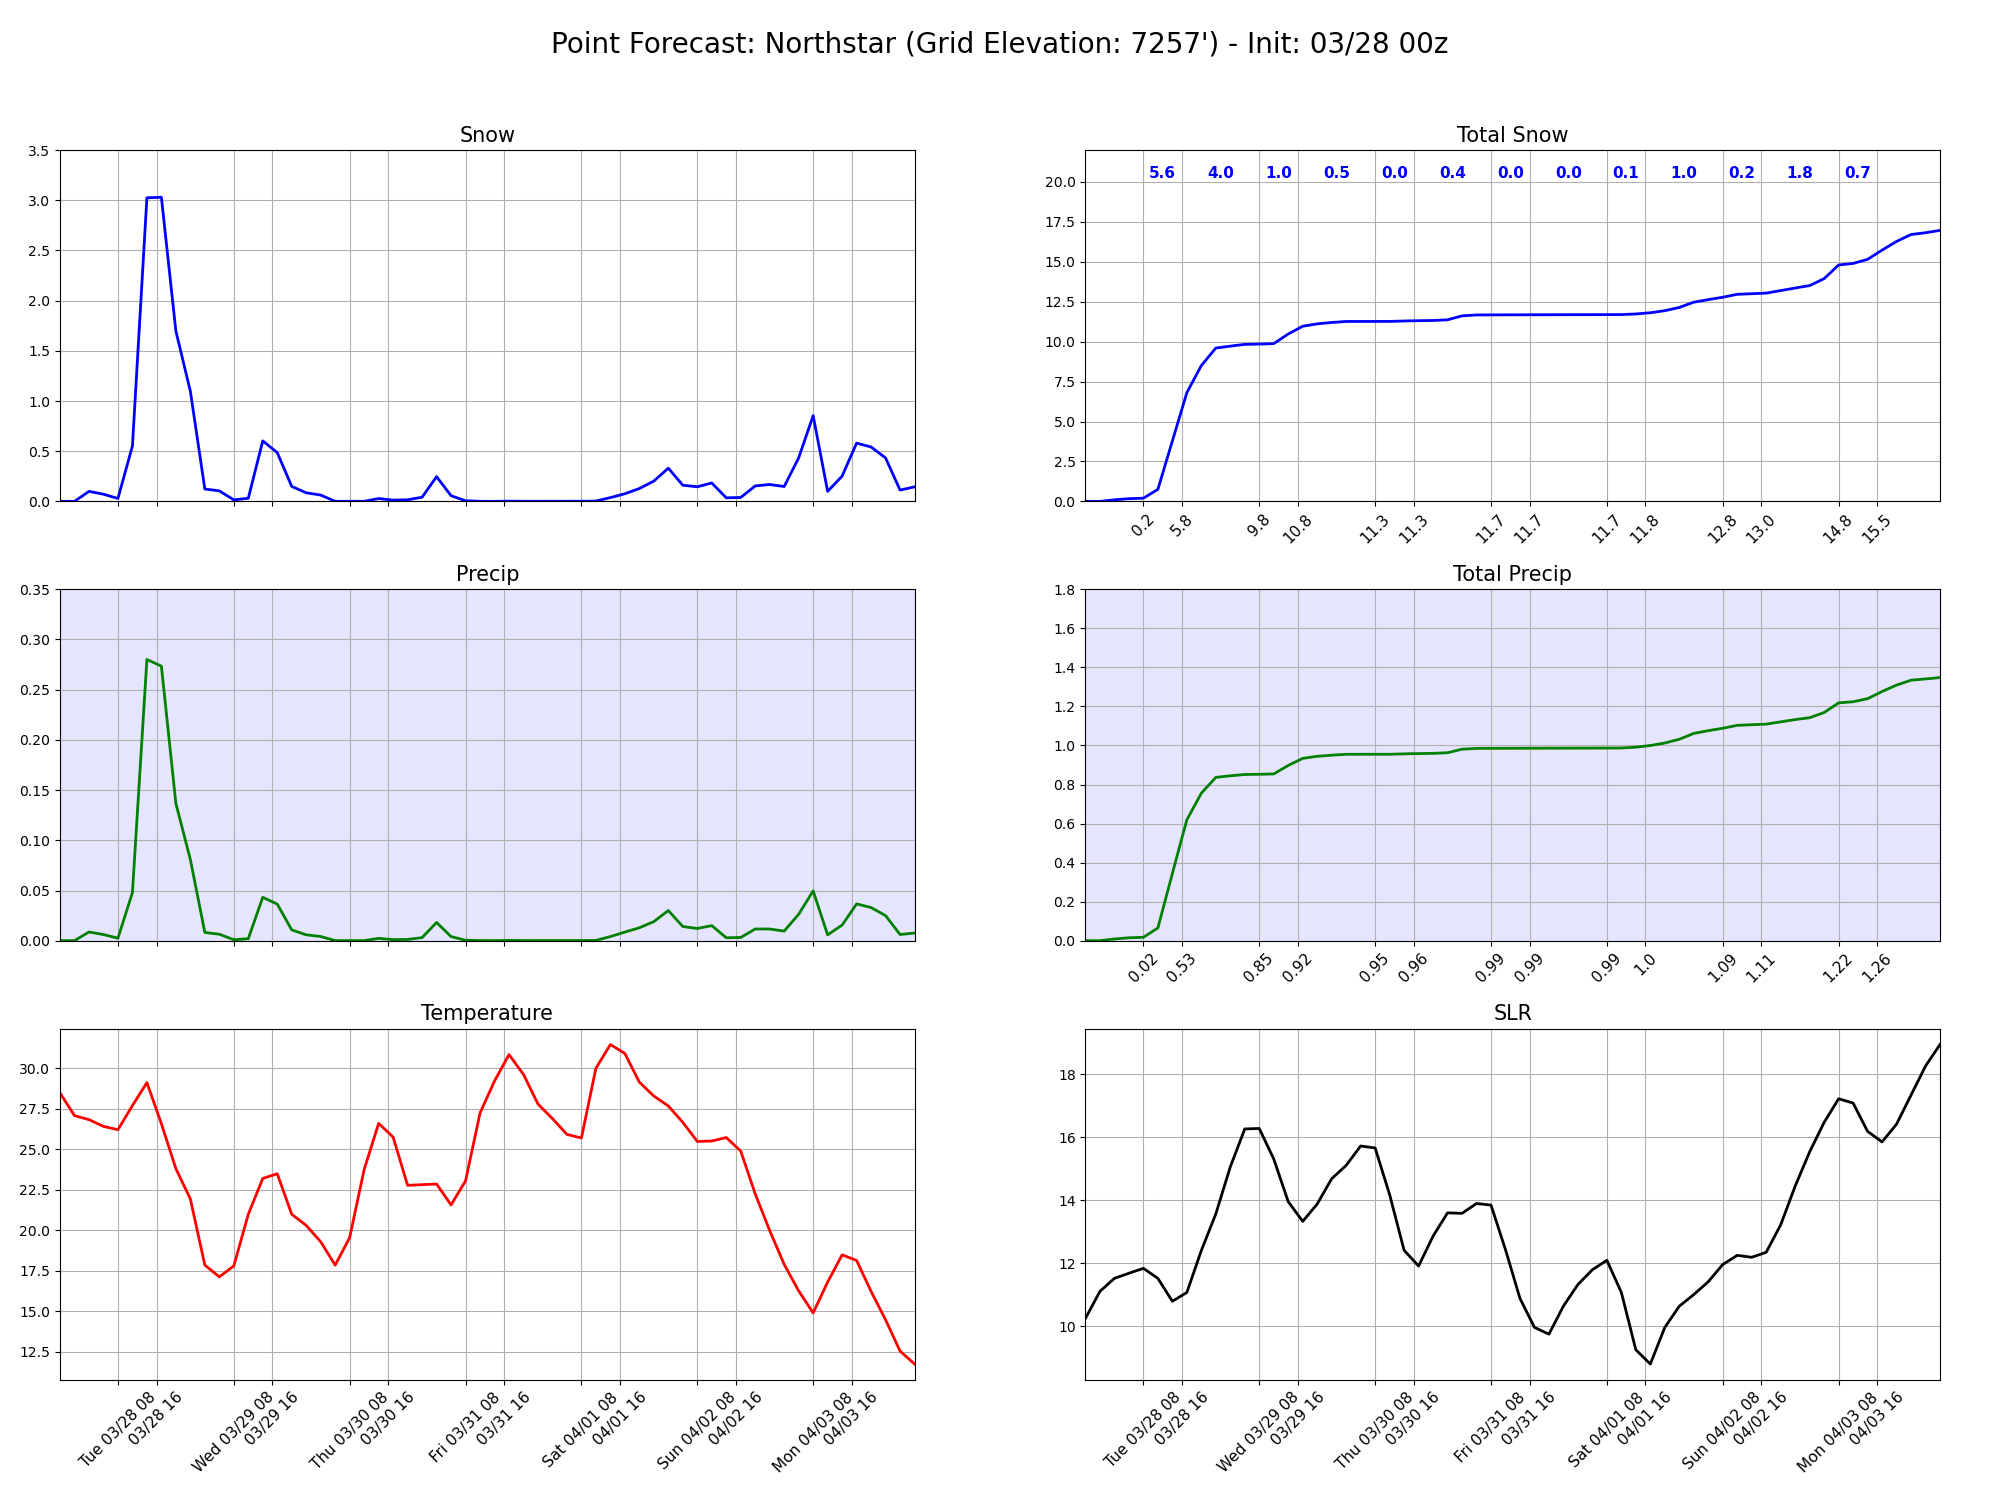 Point Forecast: Northstar (Grid Elevation: 7257') - Init: 03/28 00z
Snow
3.5
3.0
2.5
2.0
1.5
1.0
0.5
0.0
Total Snow
5.6 4.0 1.0 0.5 0.0 0.4 0.0 0.0 0.1 1.0 0.2 1.8 0.7
20.0
17.5
15.0
12.5
10.0
7.5
5.0
2.5
0.0
0.2 5.8 9.8 10.8 11.3 11.3 11.7 11.7 11.7 11.8 12.8 13.0 14.8 15.5
Precip
0.35
0.30
0.25
0.20
0.15
0.10
0.05
0.00
Total Precip
1.8
1.6
1.4
1.2
1.0
0.8
0.6
0.4
0.2
0.0
0.02 0.53 0.85 0.92 0.95 0.96 0.99 0.99 0.99 1.0 1.09 1.11 1.22 1.26
Temperature
30.0
27.5
25.0
22.5
20.0
17.5
15.0
12.5
Tue 03/28 08
03/28 16
Wed 03/29 08
03/29 16
Thu 03/30 08
03/30 16
Fri 03/31 08
03/31 16
Sat 04/01 08
04/01 16
Sun 04/02 08
04/02 16
Mon 04/03 08
04/03 16
SLR
18
16
14
12
10
Tue 03/28 08
03/28 16
Wed 03/29 08
03/29 16
Thu 03/30 08
03/30 16
Fri 03/31 08
03/31 16
Sat 04/01 08
04/01 16
Sun 04/02 08
04/02 16
Mon 04/03 08
04/03 16